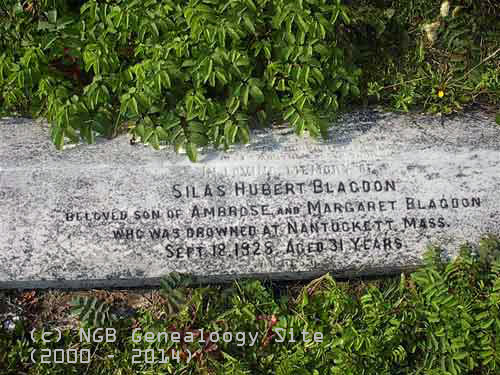 IN LOVING MEMORY OF
SILAS HUBERT BLAGDON
BELOVED SON OF AMBROSE AND MARGARET BLAGDON
WHO WAS DROWNED AT NANTUCKETT, MASS.
SEPT. 18, 1928. AGED 31 YEARS.
(c) NGB Genealoogy Site
(2000 - 2014)